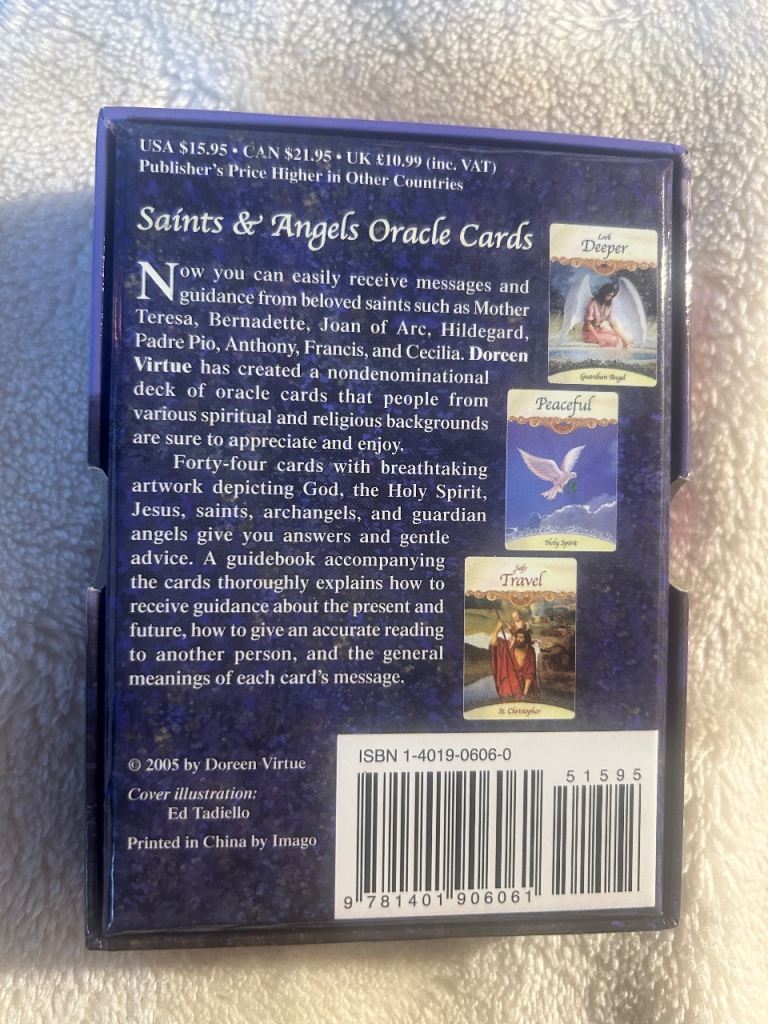 USA $15.95 • CAN $21.95 • UK £10.99 (inc. VAT)
Publisher's Price Higher in Other Countries
Saints & Angels Oracle Cards
Now you can easily receive messages and
guidance from beloved saints such as Mother
Teresa, Bernadette, Joan of Arc, Hildegard,
Padre Pio, Anthony, Francis, and Cecilia. Doreen
Virtue has created a nondenominational
deck of oracle cards that people from
various spiritual and religious backgrounds
are sure to appreciate and enjoy.
Forty-four cards with breathtaking
artwork depicting God, the Holy Spirit,
Jesus, saints, archangels, and guardian
angels give you answers and gentle
advice. A guidebook accompanying
the cards thoroughly explains how to
receive guidance about the present and
future, how to give an accurate reading
to another person, and the general
meanings of each card's message.
Look
Deeper
Guardian Angel
Peaceful
Holy Spirit
Safe
Travel
St. Christopher
© 2005 by Doreen Virtue
Cover illustration:
Ed Tadiello
Printed in China by Imago
ISBN 1-4019-0606-0
51595
9 781401 906061